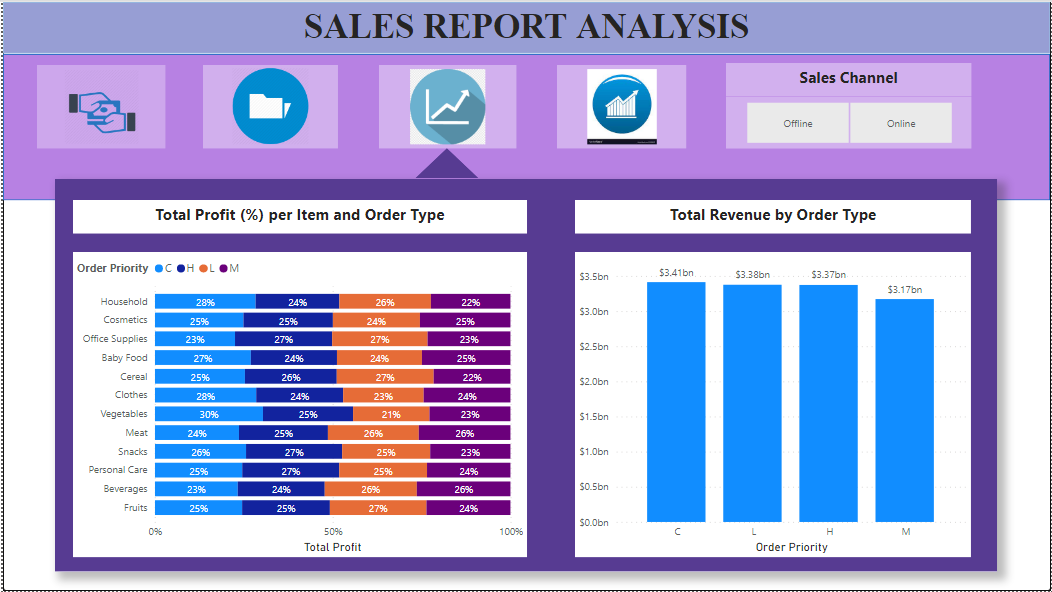 SALES REPORT ANALYSIS
Sales Channel
Offline Online
Total Profit (%) per Item and Order Type
Order Priority C H L M
Household 28% 24% 26% 22%
Cosmetics 25% 25% 24% 25%
Office Supplies 23% 27% 27% 23%
Baby Food 27% 24% 24% 25%
Cereal 25% 26% 27% 22%
Clothes 28% 24% 23% 24%
Vegetables 30% 25% 21% 23%
Meat 24% 25% 26% 26%
Snacks 26% 27% 25% 23%
Personal Care 25% 27% 25% 24%
Beverages 23% 24% 26% 26%
Fruits 25% 25% 27% 24%
0% 50% 100%
Total Profit
Total Revenue by Order Type
$3.41bn $3.38bn $3.37bn $3.17bn
$3.5bn
$3.0bn
$2.5bn
$2.0bn
$1.5bn
$1.0bn
$0.5bn
$0.0bn
C L H M
Order Priority